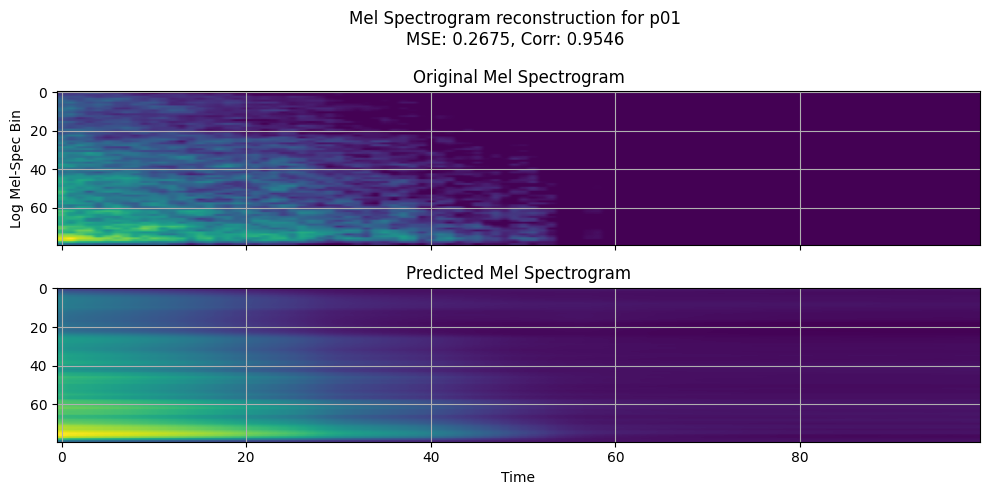 Mel Spectrogram reconstruction for p01
MSE: 0.2675, Corr: 0.9546
Original Mel Spectrogram
Log Mel-Spec Bin
0
20
40
60
Predicted Mel Spectrogram
0
20
40
60
0 20 40 60 80
Time